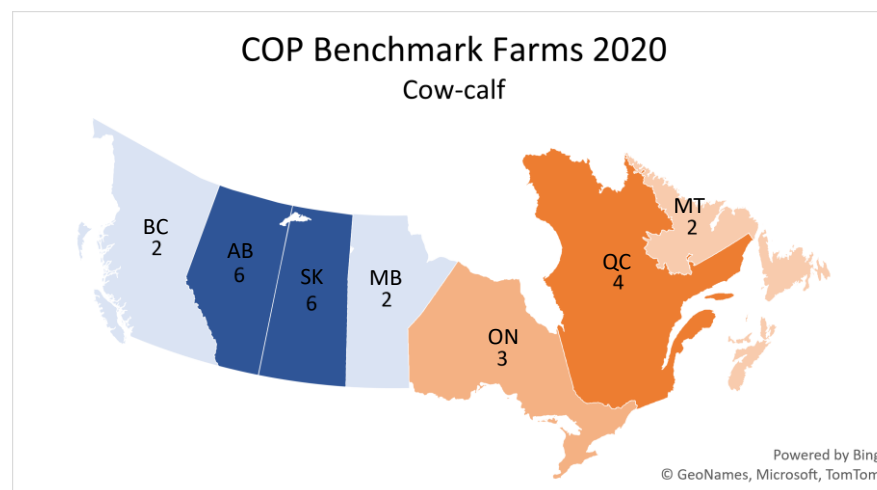 COP Benchmark Farms 2020
Cow-calf
BC
2
AB
6
SK
6
MB
2
ON
3
QC
4
MT
2
Powered by Bing
© GeoNames, Microsoft, TomTom